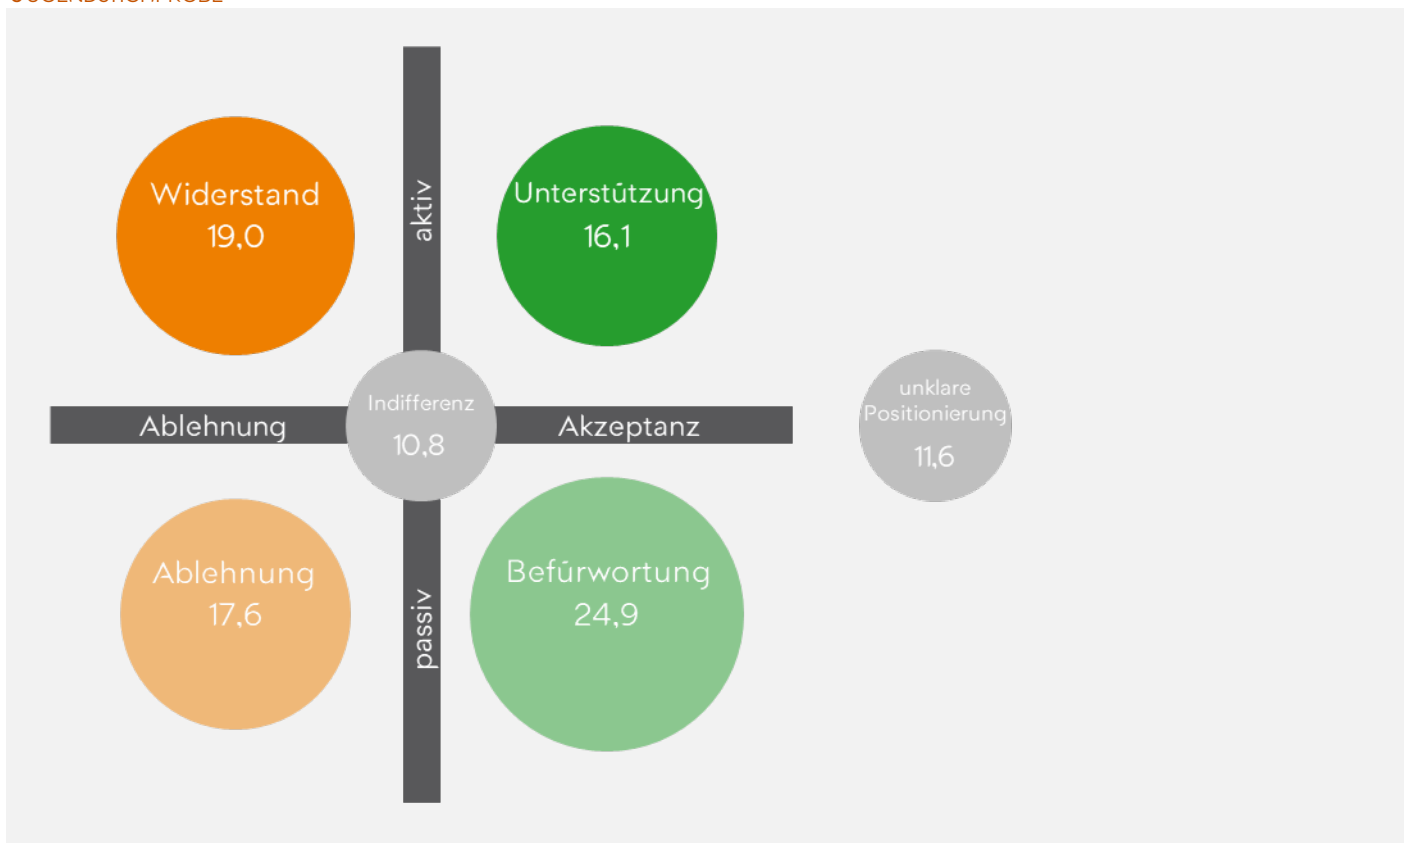 Widerstand
19,0
aktiv
Unterstützung
16,1
Ablehnung
Indifferenz
10,8
Akzeptanz
unklare
Positionierung
11,6
Ablehnung
17,6
passiv
Befürwortung
24,9